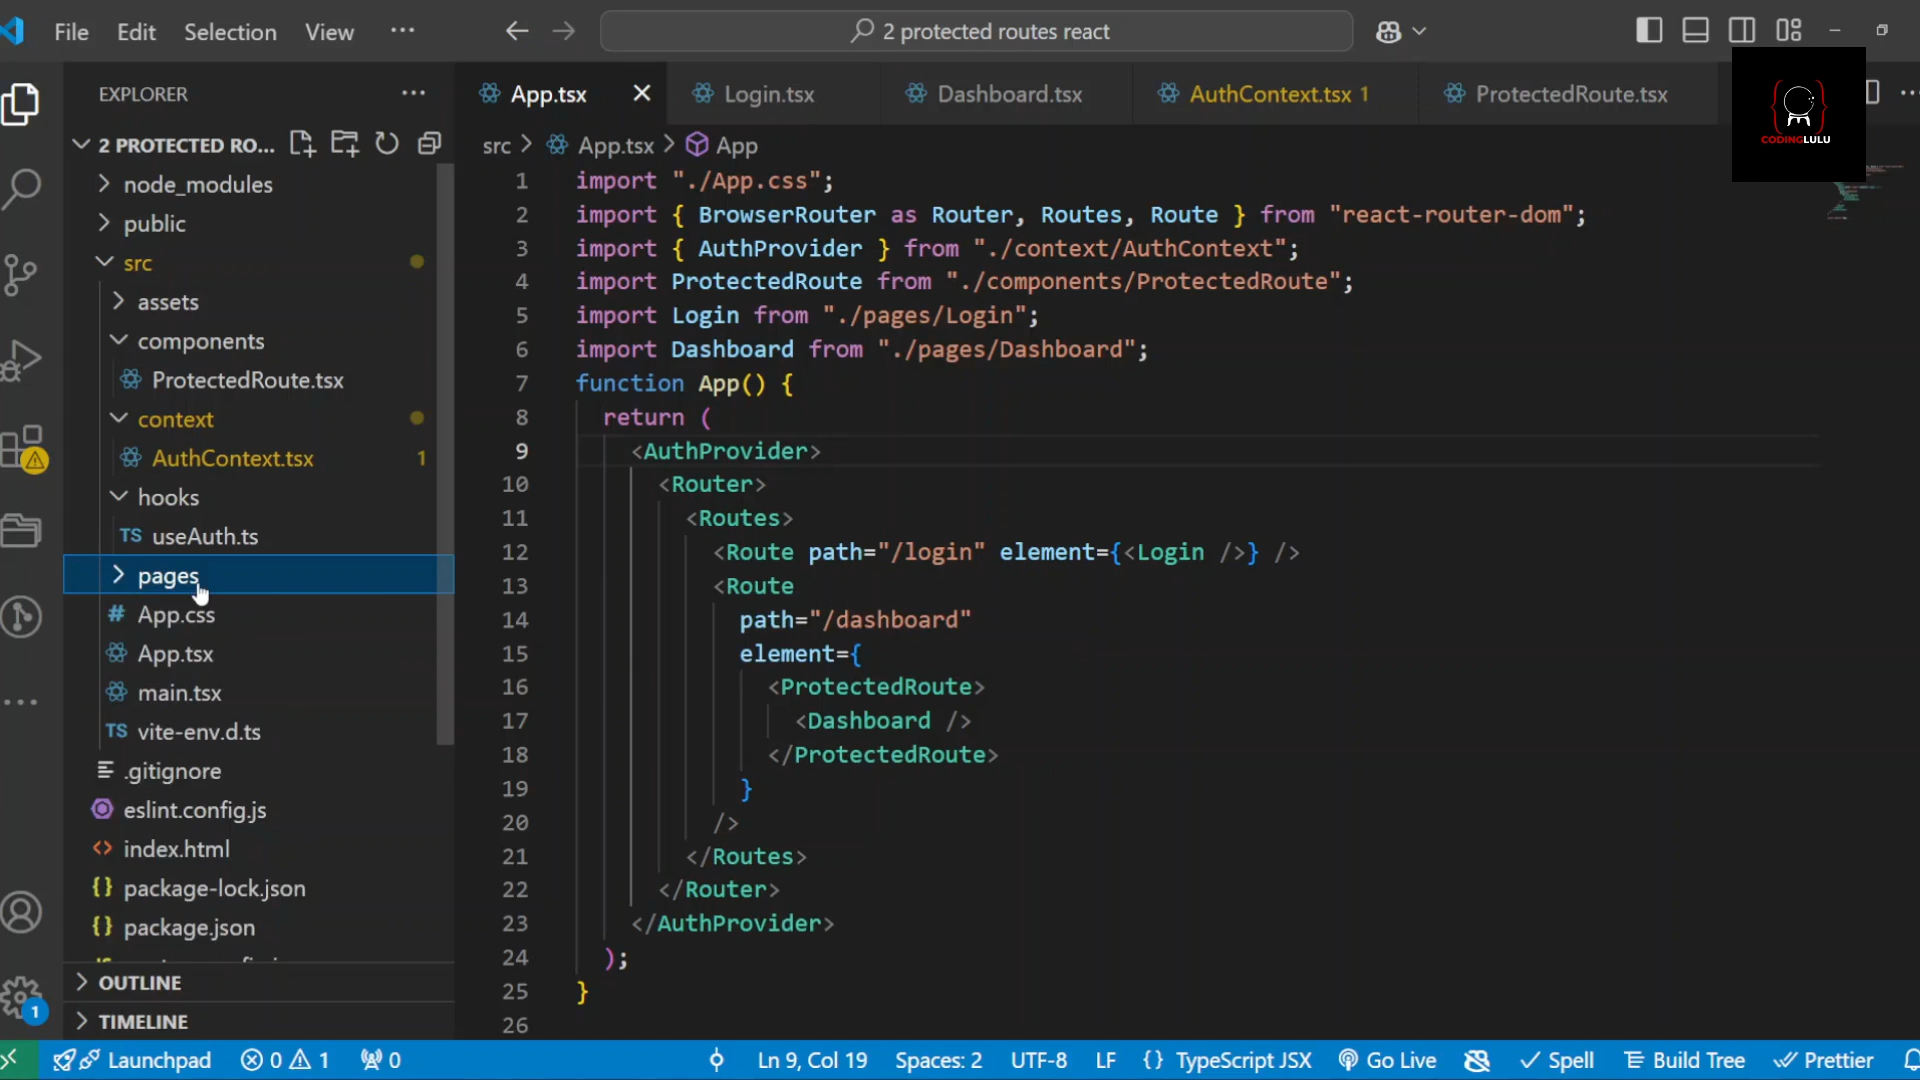 File Edit Selection View ···
2 protected routes react
EXPLORER ···
2 PROTECTED RO...
node_modules
public
src
assets
components
ProtectedRoute.tsx
context
AuthContext.tsx 1
hooks
TS useAuth.ts
pages
# App.css
App.tsx
main.tsx
TS vite-env.d.ts
.gitignore
eslint.config.js
<> index.html
{} package-lock.json
{} package.json
OUTLINE
TIMELINE
1
App.tsx Login.tsx Dashboard.tsx AuthContext.tsx 1 ProtectedRoute.tsx
CODINGLULU
src > App.tsx > App
1 import "./App.css";
2 import { BrowserRouter as Router, Routes, Route } from "react-router-dom";
3 import { AuthProvider } from "./context/AuthContext";
4 import ProtectedRoute from "./components/ProtectedRoute";
5 import Login from "./pages/Login";
6 import Dashboard from "./pages/Dashboard";
7 function App() {
8 return (
9 <AuthProvider>
10 <Router>
11 <Routes>
12 <Route path="/login" element={<Login />} />
13 <Route
14 path="/dashboard"
15 element={
16 <ProtectedRoute>
17 <Dashboard />
18 </ProtectedRoute>
19 }
20 />
21 </Routes>
22 </Router>
23 </AuthProvider>
24 );
25 }
26
Launchpad 0 1 0 Ln 9, Col 19 Spaces: 2 UTF-8 LF {} TypeScript JSX Go Live Spell Build Tree Prettier